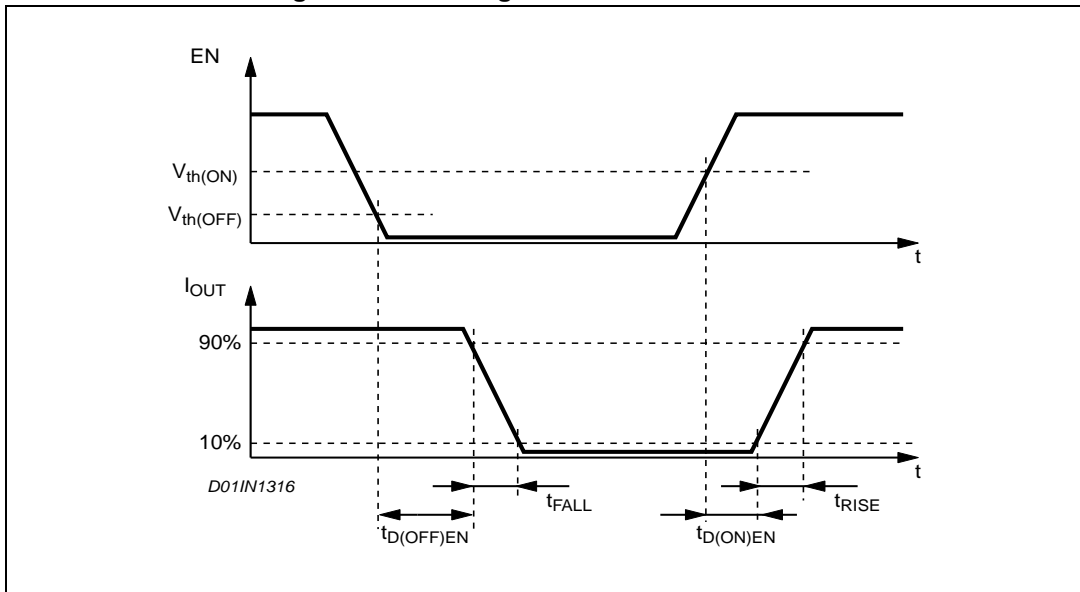 EN
Vth(ON)
Vth(OFF)
t
IOUT
90%
10%
t
D01IN1316
tFALL
tRISE
tD(OFF)EN
tD(ON)EN